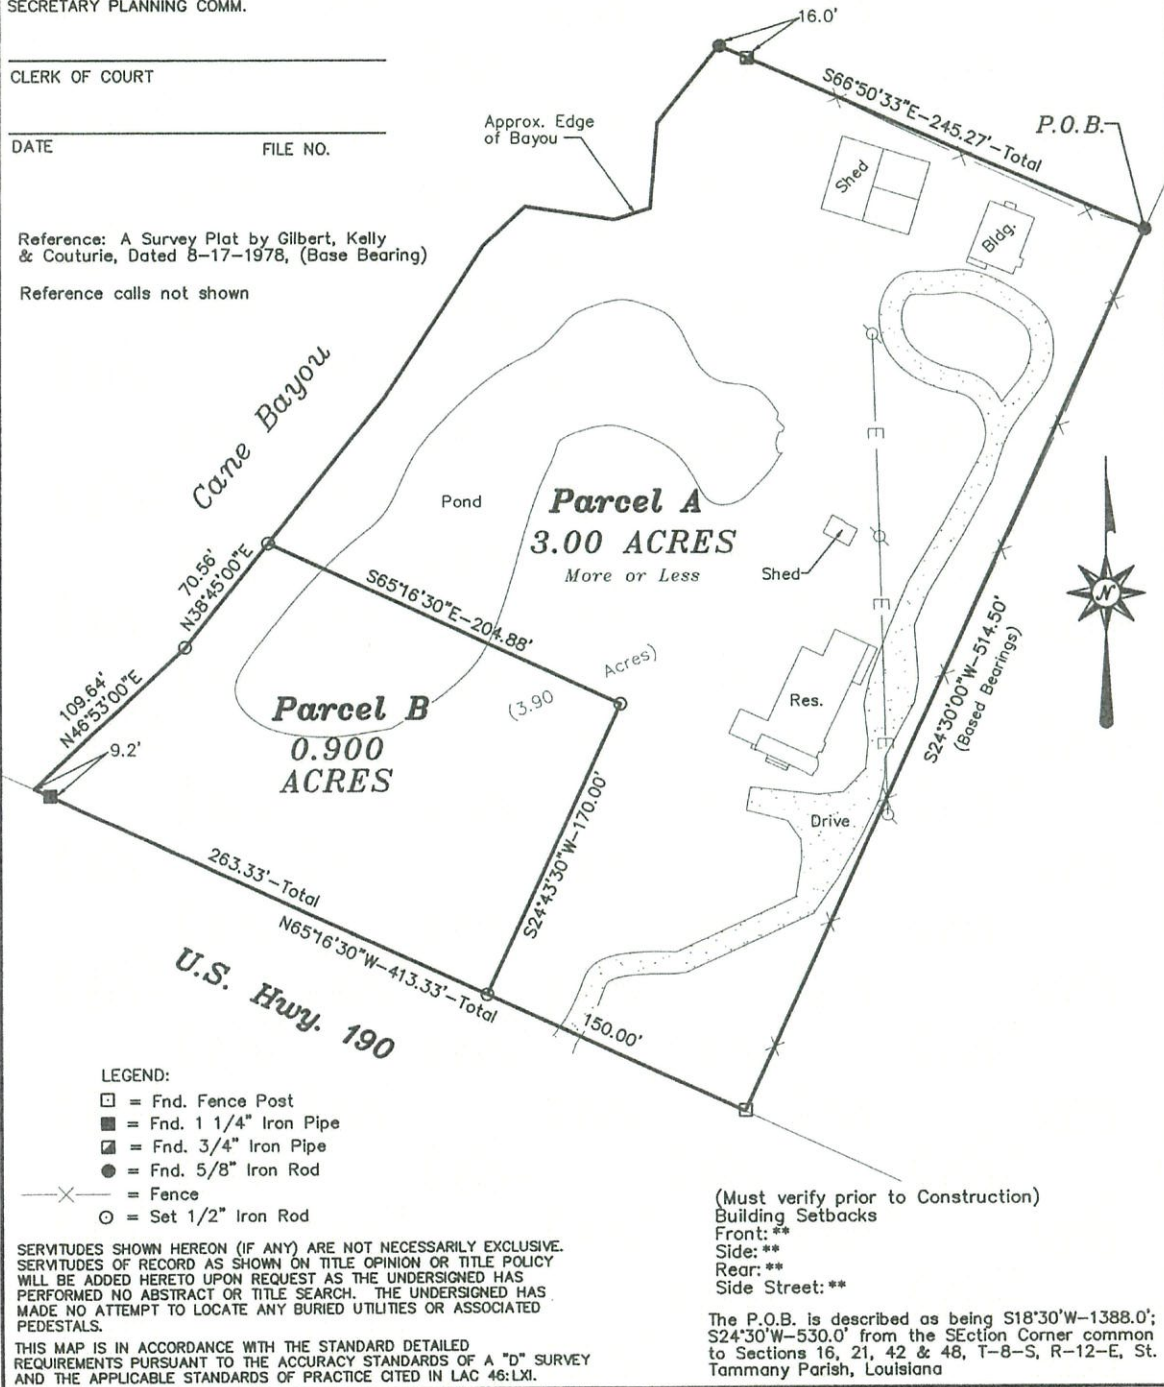 SECRETARY PLANNING COMM.
CLERK OF COURT
DATE FILE NO.
Reference: A Survey Plat by Gilbert, Kelly
& Couturie, Dated 8-17-1978, (Base Bearing)
Reference calls not shown
16.0'
S66°50'33"E-245.27'-Total
P.O.B.
Approx. Edge
of Bayou
Shed
Bldg.
Cane Bayou
Pond
Parcel A
3.00 ACRES
More or Less
E
Shed
E
70.56'
N38°45'00"E
S65°16'30"E-204.88'
(3.90 Acres)
S24°30'00"W-514.50'
(Based Bearings)
N
109.64'
N46°53'00"E
9.2'
Parcel B
0.900
ACRES
Res.
E
Drive
S24°43'30"W-170.00'
263.33'-Total
N65°16'30"W-413.33'-Total
150.00'
U.S. Hwy. 190
LEGEND:
= Fnd. Fence Post
= Fnd. 1 1/4" Iron Pipe
= Fnd. 3/4" Iron Pipe
= Fnd. 5/8" Iron Rod
= Fence
= Set 1/2" Iron Rod
SERVITUDES SHOWN HEREON (IF ANY) ARE NOT NECESSARILY EXCLUSIVE.
SERVITUDES OF RECORD AS SHOWN ON TITLE OPINION OR TITLE POLICY
WILL BE ADDED HERETO UPON REQUEST AS THE UNDERSIGNED HAS
PERFORMED NO ABSTRACT OR TITLE SEARCH. THE UNDERSIGNED HAS
MADE NO ATTEMPT TO LOCATE ANY BURIED UTILITIES OR ASSOCIATED
PEDESTALS.
THIS MAP IS IN ACCORDANCE WITH THE STANDARD DETAILED
REQUIREMENTS PURSUANT TO THE ACCURACY STANDARDS OF A "D" SURVEY
AND THE APPLICABLE STANDARDS OF PRACTICE CITED IN LAC 46:LXI.
(Must verify prior to Construction)
Building Setbacks
Front: **
Side: **
Rear: **
Side Street: **
The P.O.B. is described as being S18°30'W-1388.0';
S24°30'W-530.0' from the SEction Corner common
to Sections 16, 21, 42 & 48, T-8-S, R-12-E, St.
Tammany Parish, Louisiana